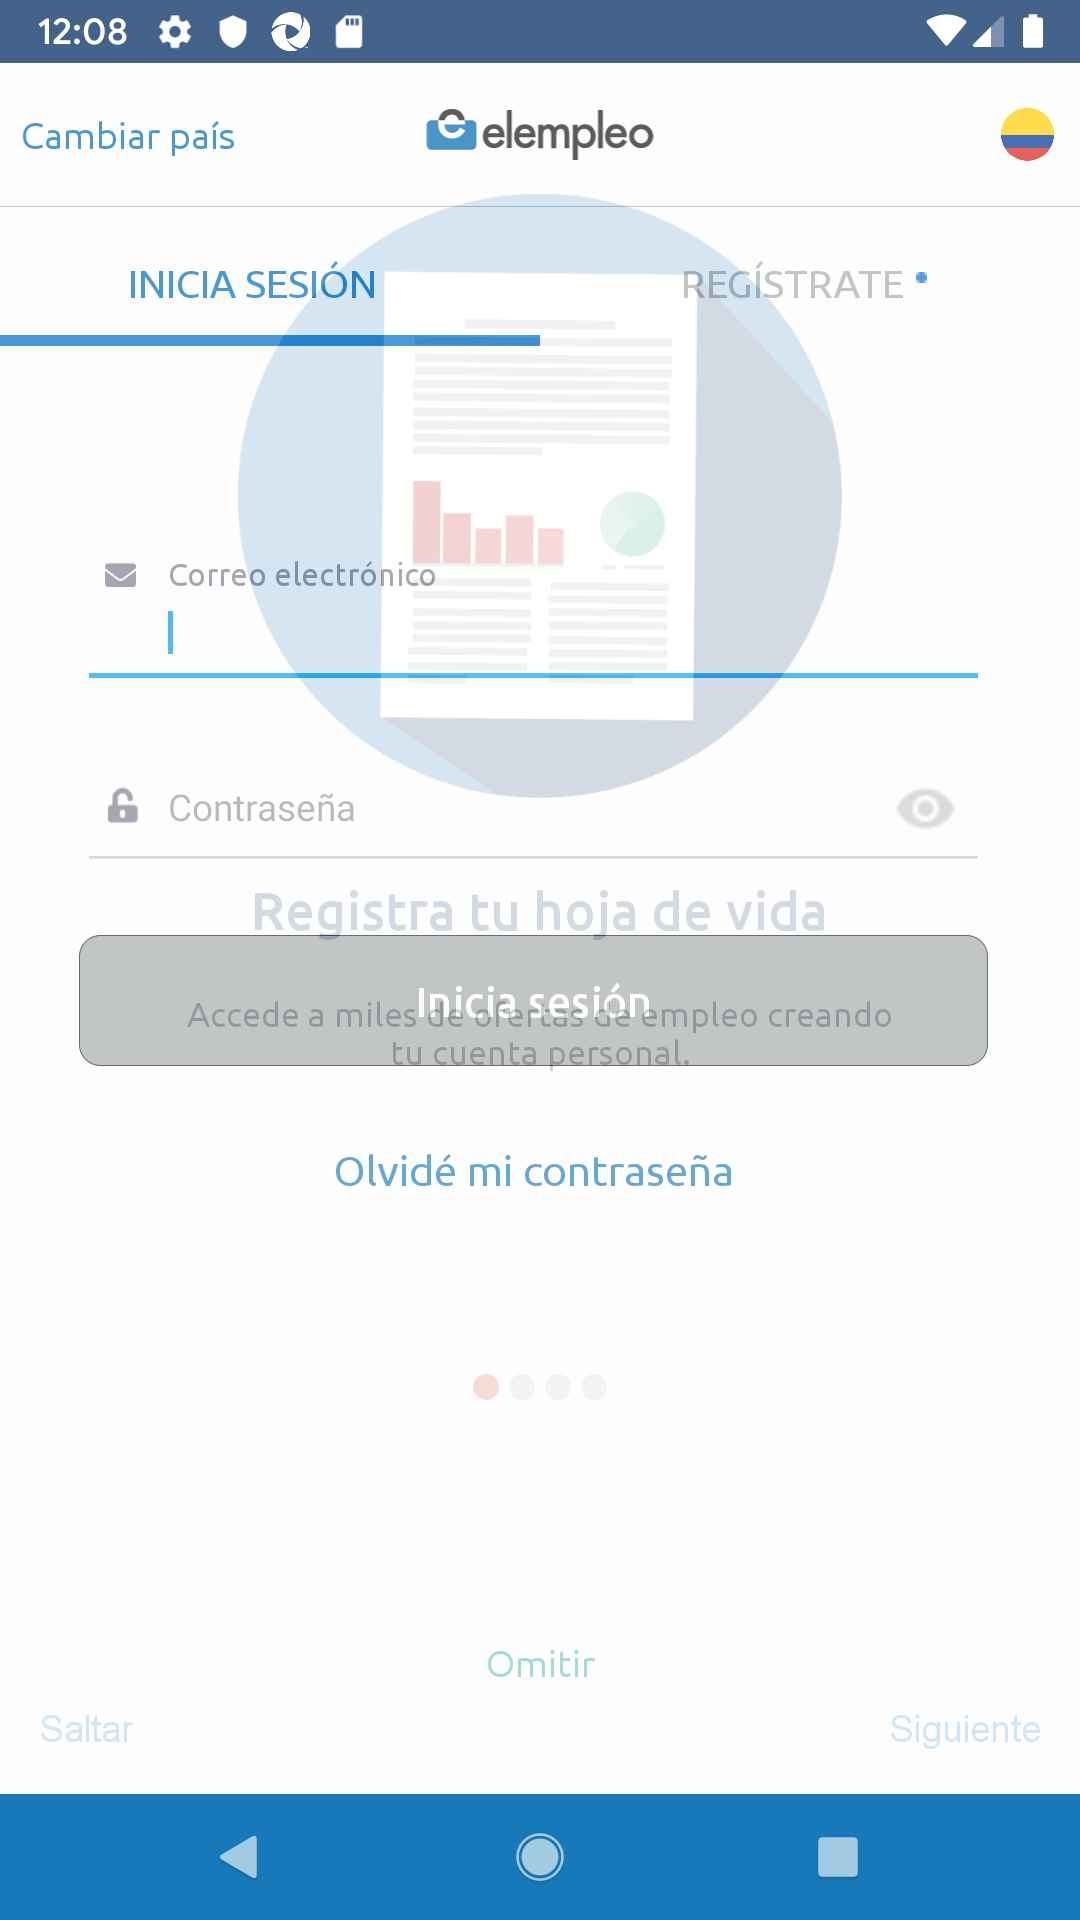 12:08
Cambiar país
elempleo
INICIA SESIÓN
REGÍSTRATE
Correo electrónico
Contraseña
Registra tu hoja de vida
Inicia sesión
Accede a miles de ofertas de empleo creando
tu cuenta personal.
Olvidé mi contraseña
Omitir
Saltar
Siguiente